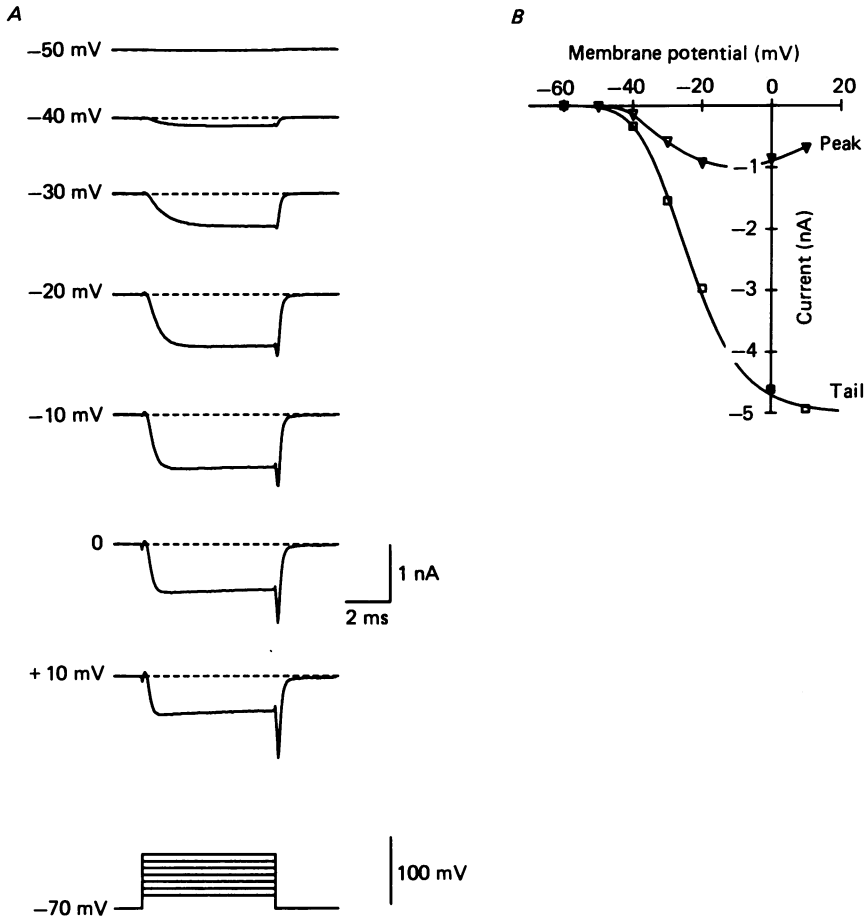 A
−50 mV
−40 mV
−30 mV
−20 mV
−10 mV
0
+ 10 mV
1 nA
2 ms
−70 mV
100 mV
B
Membrane potential (mV)
−60 −40 −20 0 20
Peak
−1
−2
−3
−4
−5
Current (nA)
Tail